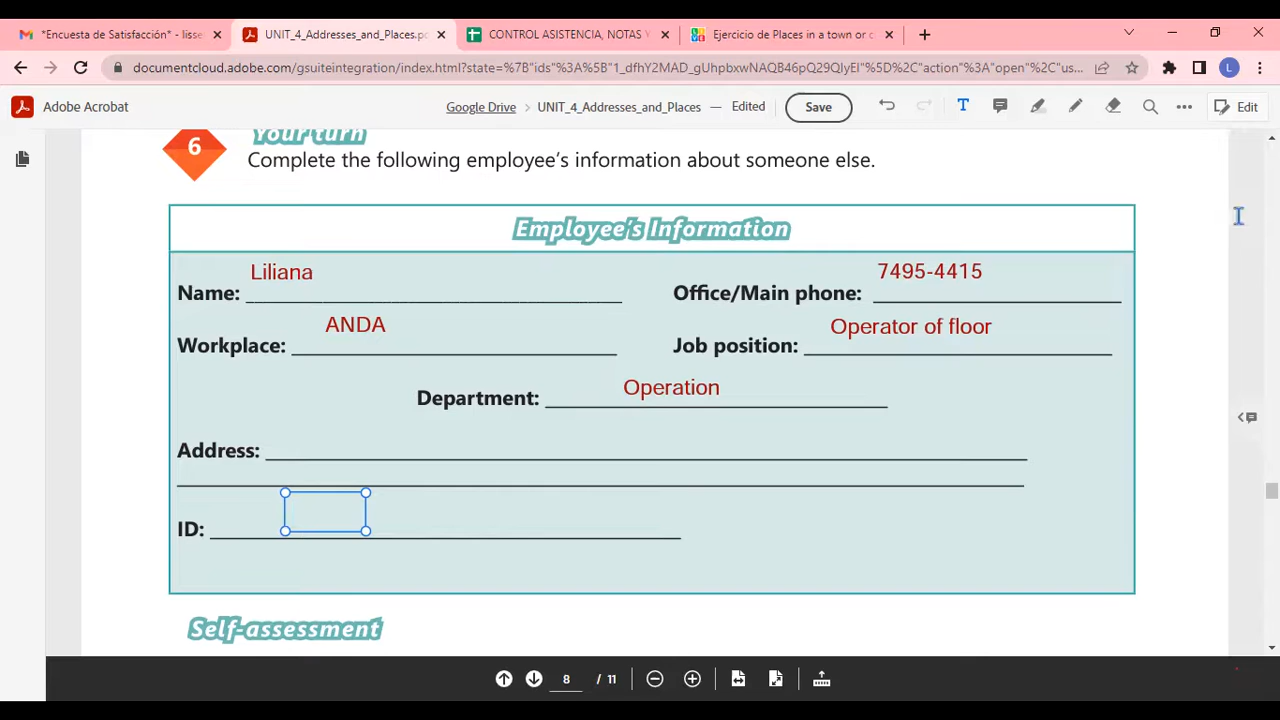 *Encuesta de Satisfacción* - lisse
UNIT_4_Addresses_and_Places.pd
CONTROL ASISTENCIA, NOTAS Y
Ejercicio de Places in a town or c
documentcloud.adobe.com/gsuiteintegration/index.html?state=%7B"ids"%3A%5B"1_dfhY2MAD_gUhpbxwNAQB46pQ29QlyEl"%5D%2C"action"%3A"open"%2C"us...
L
Adobe Acrobat
Google Drive > UNIT_4_Addresses_and_Places — Edited
Save
T
Edit
6
Your turn
Complete the following employee's information about someone else.
Employee's Information
Name: Liliana
Office/Main phone: 7495-4415
Workplace: ANDA
Job position: Operator of floor
Department: Operation
Address:
ID:
Self-assessment
8 / 11